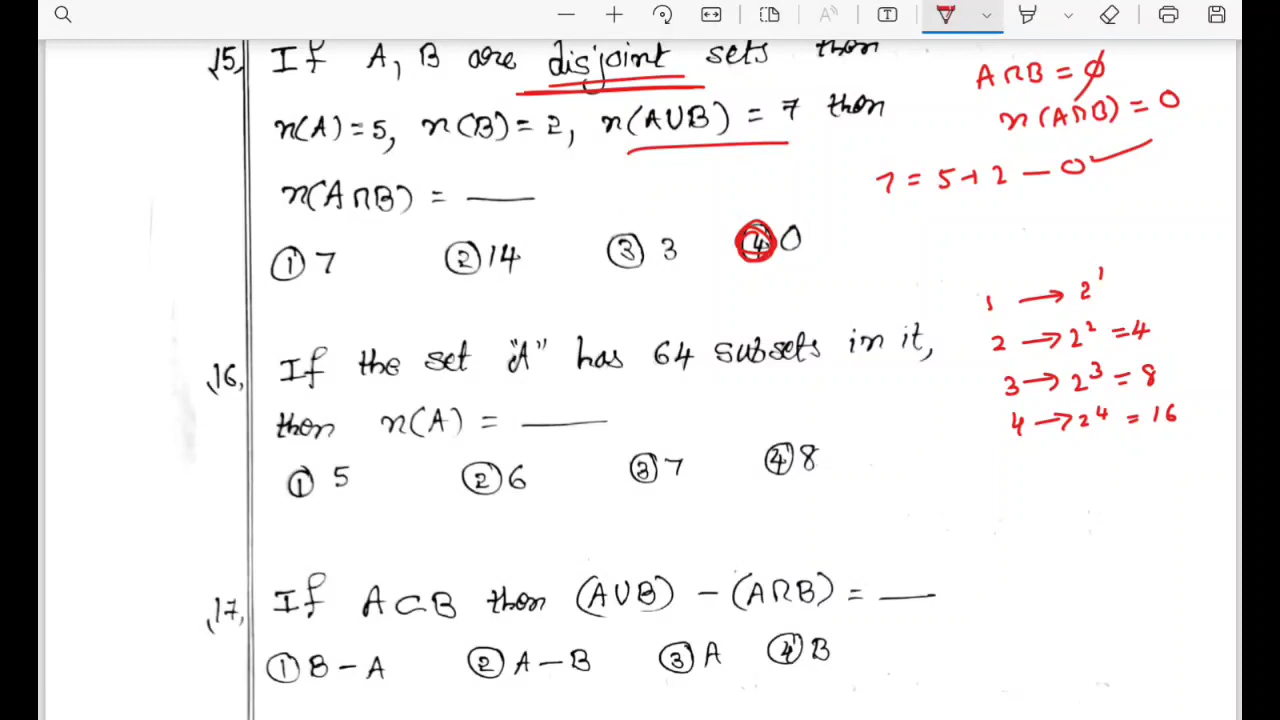 15, If A, B are disjoint sets then
n(A)=5, n(B)=2, n(A∪B) = 7 then
n(A∩B) = ___
① 7 ② 14 ③ 3 ④ 0
A∩B = ∅
n(A∩B) = 0
7 = 5+2 − 0
16, If the set "A" has 64 subsets in it,
then n(A) = ___
① 5 ② 6 ③ 7 ④ 8
1 → 2¹
2 → 2² = 4
3 → 2³ = 8
4 → 2⁴ = 16
17, If A⊂B then (A∪B) − (A∩B) = ___
① B − A ② A − B ③ A ④ B